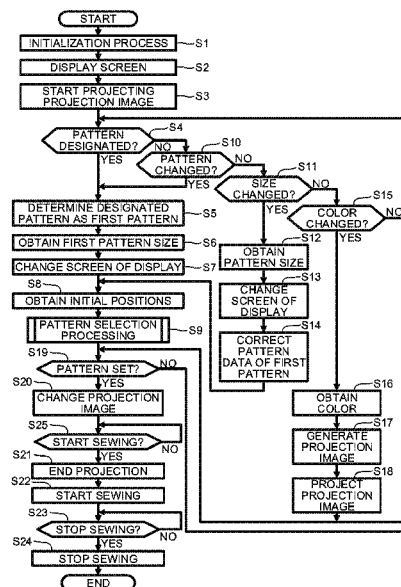 START
INITIALIZATION PROCESS S1
DISPLAY SCREEN S2
START PROJECTING
PROJECTION IMAGE S3
S4
PATTERN
DESIGNATED? NO
YES
S10
PATTERN
CHANGED? NO
YES
S11
SIZE
CHANGED? NO
YES
S15
COLOR
CHANGED? NO
YES
DETERMINE DESIGNATED
PATTERN AS FIRST PATTERN S5
OBTAIN FIRST PATTERN SIZE S6
CHANGE SCREEN OF DISPLAY S7
S12
OBTAIN
PATTERN SIZE
S13
CHANGE
SCREEN OF
DISPLAY
S14
CORRECT
PATTERN
DATA OF FIRST
PATTERN
S8
OBTAIN INITIAL POSITIONS
PATTERN SELECTION
PROCESSING S9
S19
PATTERN SET? NO
YES
S20
CHANGE PROJECTION
IMAGE
S16
OBTAIN
COLOR
S17
GENERATE
PROJECTION
IMAGE
S18
PROJECT
PROJECTION
IMAGE
S25
START SEWING?
NO
YES
S21
END PROJECTION
S22
START SEWING
S23
STOP SEWING?
NO
YES
S24
STOP SEWING
END